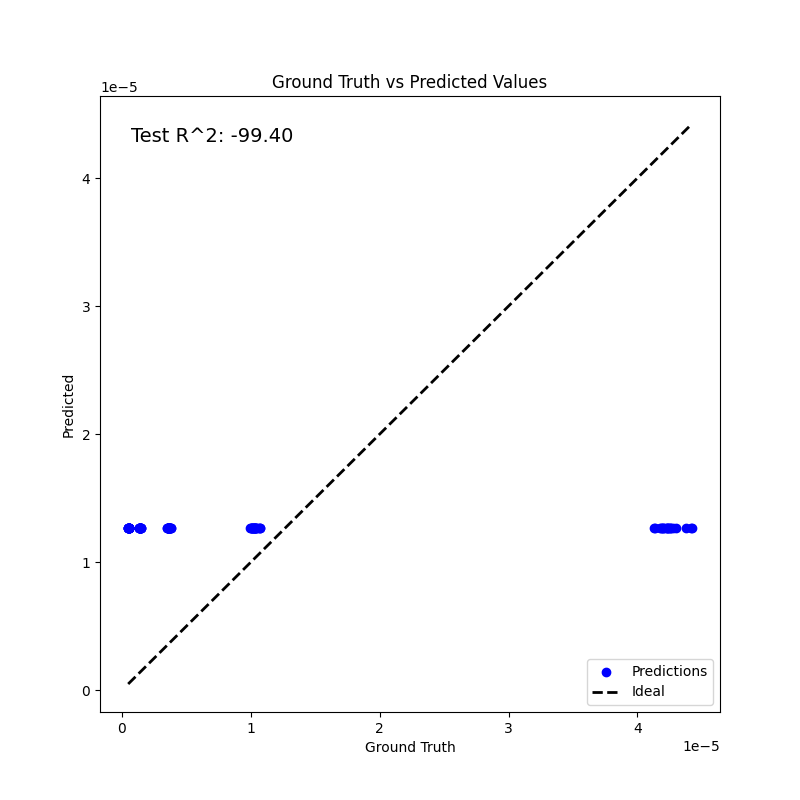 Ground Truth vs Predicted Values
1e−5
Test R^2: -99.40
4
3
2
1
0
Predicted
Predictions
Ideal
0 1 2 3 4
1e−5
Ground Truth